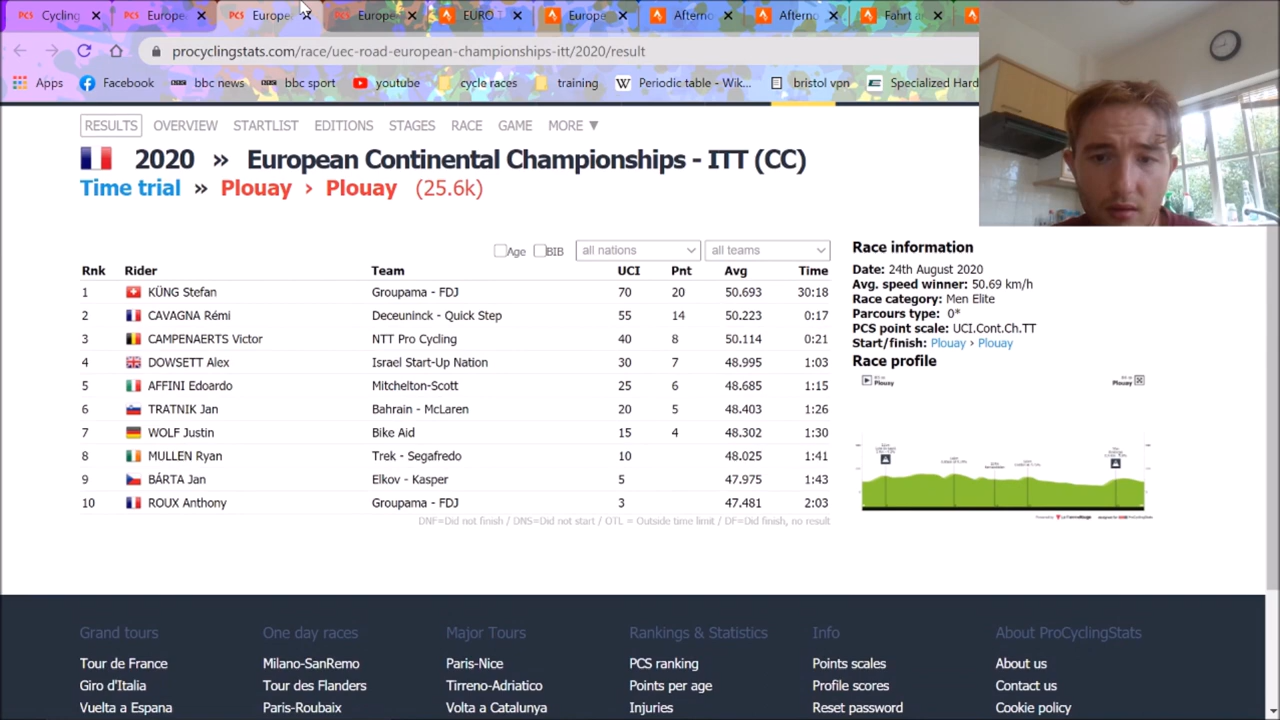 PCS Cycling PCS Europe PCS Europe PCS Europe EURO T Europe Afterno Afterno Fahrt a
procyclingstats.com/race/uec-road-european-championships-itt/2020/result
Apps Facebook bbc news bbc sport youtube cycle races training Periodic table - Wik... bristol vpn Specialized Hard
RESULTS OVERVIEW STARTLIST EDITIONS STAGES RACE GAME MORE ▼
2020 » European Continental Championships - ITT (CC)
Time trial » Plouay › Plouay (25.6k)
Age BIB all nations all teams
Rnk Rider Team UCI Pnt Avg Time
1 KÜNG Stefan Groupama - FDJ 70 20 50.693 30:18
2 CAVAGNA Rémi Deceuninck - Quick Step 55 14 50.223 0:17
3 CAMPENAERTS Victor NTT Pro Cycling 40 8 50.114 0:21
4 DOWSETT Alex Israel Start-Up Nation 30 7 48.995 1:03
5 AFFINI Edoardo Mitchelton-Scott 25 6 48.685 1:15
6 TRATNIK Jan Bahrain - McLaren 20 5 48.403 1:26
7 WOLF Justin Bike Aid 15 4 48.302 1:30
8 MULLEN Ryan Trek - Segafredo 10 48.025 1:41
9 BÁRTA Jan Elkov - Kasper 5 47.975 1:43
10 ROUX Anthony Groupama - FDJ 3 47.481 2:03
DNF=Did not finish / DNS=Did not start / OTL = Outside time limit / DF=Did finish, no result
Race information
Date: 24th August 2020
Avg. speed winner: 50.69 km/h
Race category: Men Elite
Parcours type: 0*
PCS point scale: UCI.Cont.Ch.TT
Start/finish: Plouay › Plouay
Race profile
Plouay Plouay
Grand tours One day races Major Tours Rankings & Statistics Info About ProCyclingStats
Tour de France Milano-SanRemo Paris-Nice PCS ranking Points scales About us
Giro d'Italia Tour des Flanders Tirreno-Adriatico Points per age Profile scores Contact us
Vuelta a Espana Paris-Roubaix Volta a Catalunya Injuries Reset password Cookie policy